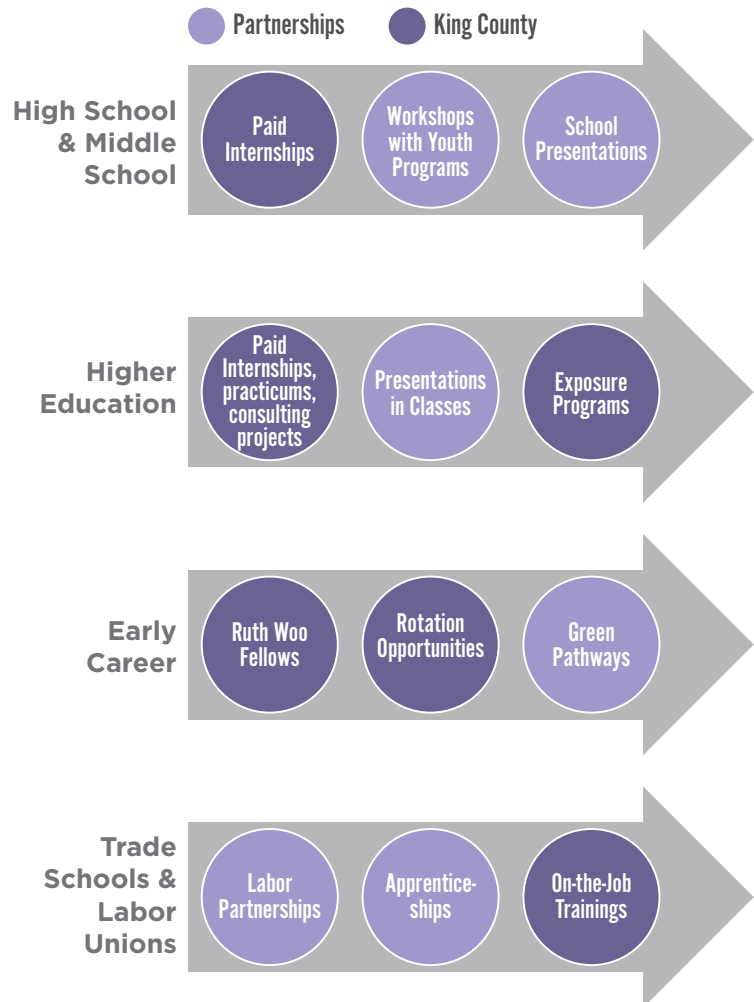 Partnerships
King County
High School
& Middle
School
Paid
Internships
Workshops
with Youth
Programs
School
Presentations
Higher
Education
Paid
Internships,
practicums,
consulting
projects
Presentations
in Classes
Exposure
Programs
Early
Career
Ruth Woo
Fellows
Rotation
Opportunities
Green
Pathways
Trade
Schools &
Labor
Unions
Labor
Partnerships
Apprentice-
ships
On-the-Job
Trainings